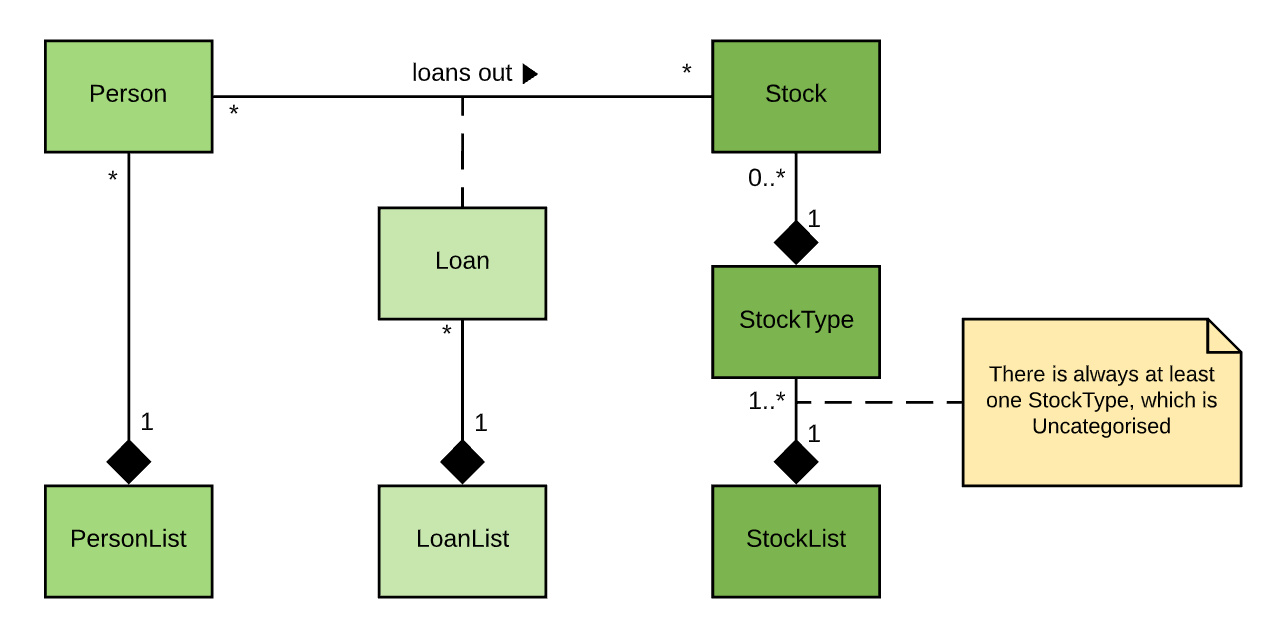 loans out ▶
*
Person
Stock
*
*
0..*
1
Loan
*
StockType
There is always at least
one StockType, which is
Uncategorised
1..*
1
1
1
PersonList
LoanList
StockList